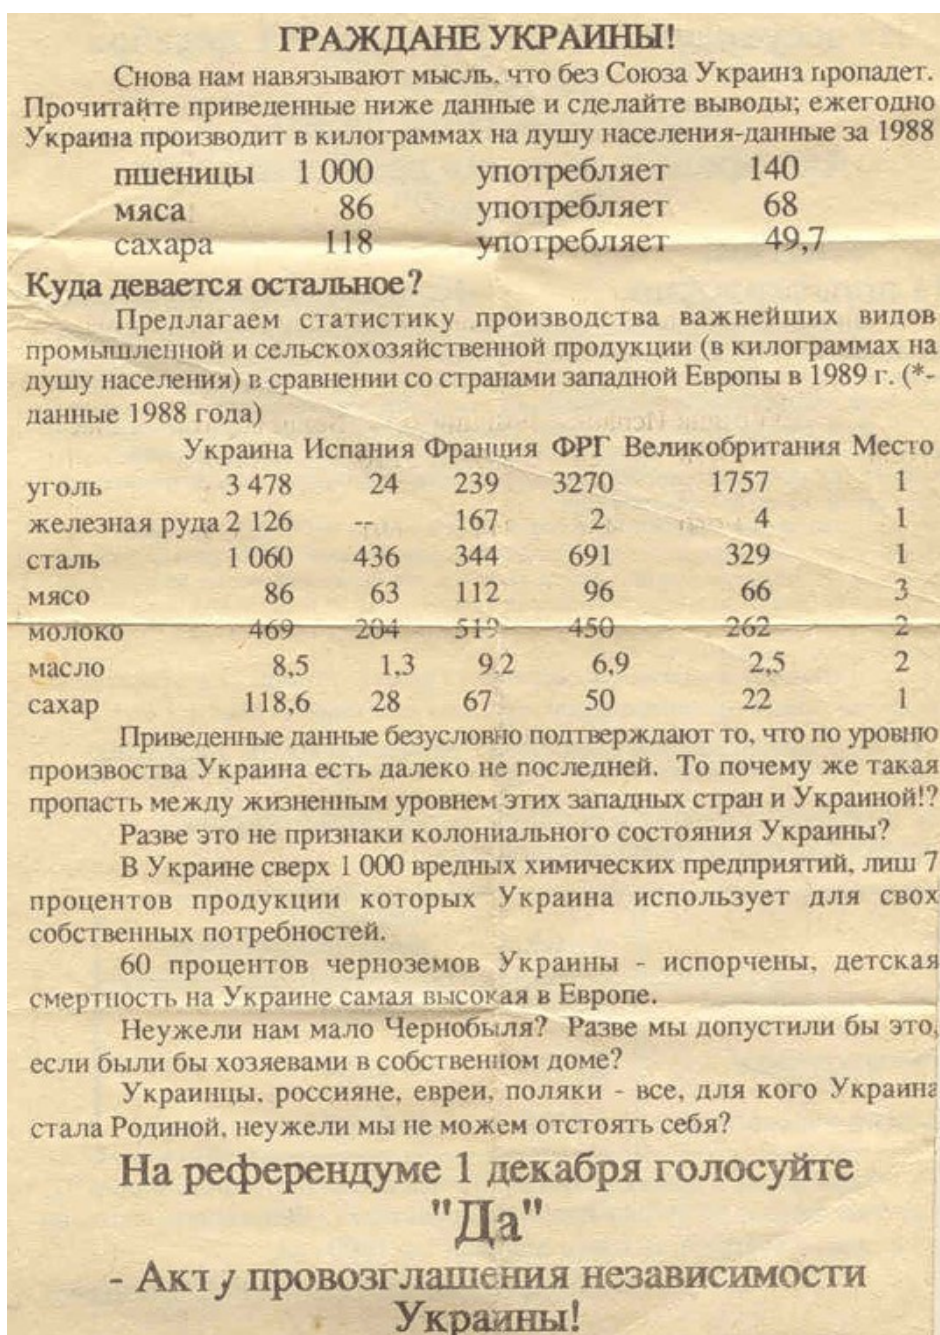 ГРАЖДАНЕ УКРАИНЫ!
Снова нам навязывают мысль, что без Союза Украина пропадет.
Прочитайте приведенные ниже данные и сделайте выводы; ежегодно
Украина производит в килограммах на душу населения-данные за 1988
пшеницы 1 000 употребляет 140
мяса 86 употребляет 68
сахара 118 употребляет 49,7
Куда девается остальное?
Предлагаем статистику производства важнейших видов
промышленной и сельскохозяйственной продукции (в килограммах на
душу населения) в сравнении со странами западной Европы в 1989 г. (*-
данные 1988 года)
Украина Испания Франция ФРГ Великобритания Место
уголь 3 478 24 239 3270 1757 1
железная руда 2 126 -- 167 2 4 1
сталь 1 060 436 344 691 329 1
мясо 86 63 112 96 66 3
молоко 469 204 519 450 262 2
масло 8,5 1,3 9.2 6,9 2,5 2
сахар 118,6 28 67 50 22 1
Приведенные данные безусловно подтверждают то, что по уровню
произвоства Украина есть далеко не последней. То почему же такая
пропасть между жизненным уровнем этих западных стран и Украиной!?
Разве это не признаки колониального состояния Украины?
В Украине сверх 1 000 вредных химических предприятий, лиш 7
процентов продукции которых Украина использует для свох
собственных потребностей.
60 процентов черноземов Украины - испорчены, детская
смертность на Украине самая высокая в Европе.
Неужели нам мало Чернобыля? Разве мы допустили бы это,
если были бы хозяевами в собственном доме?
Украинцы, россияне, евреи, поляки - все, для кого Украина
стала Родиной, неужели мы не можем отстоять себя?
На референдуме 1 декабря голосуйте
"Да"
- Акту провозглашения независимости
Украины!